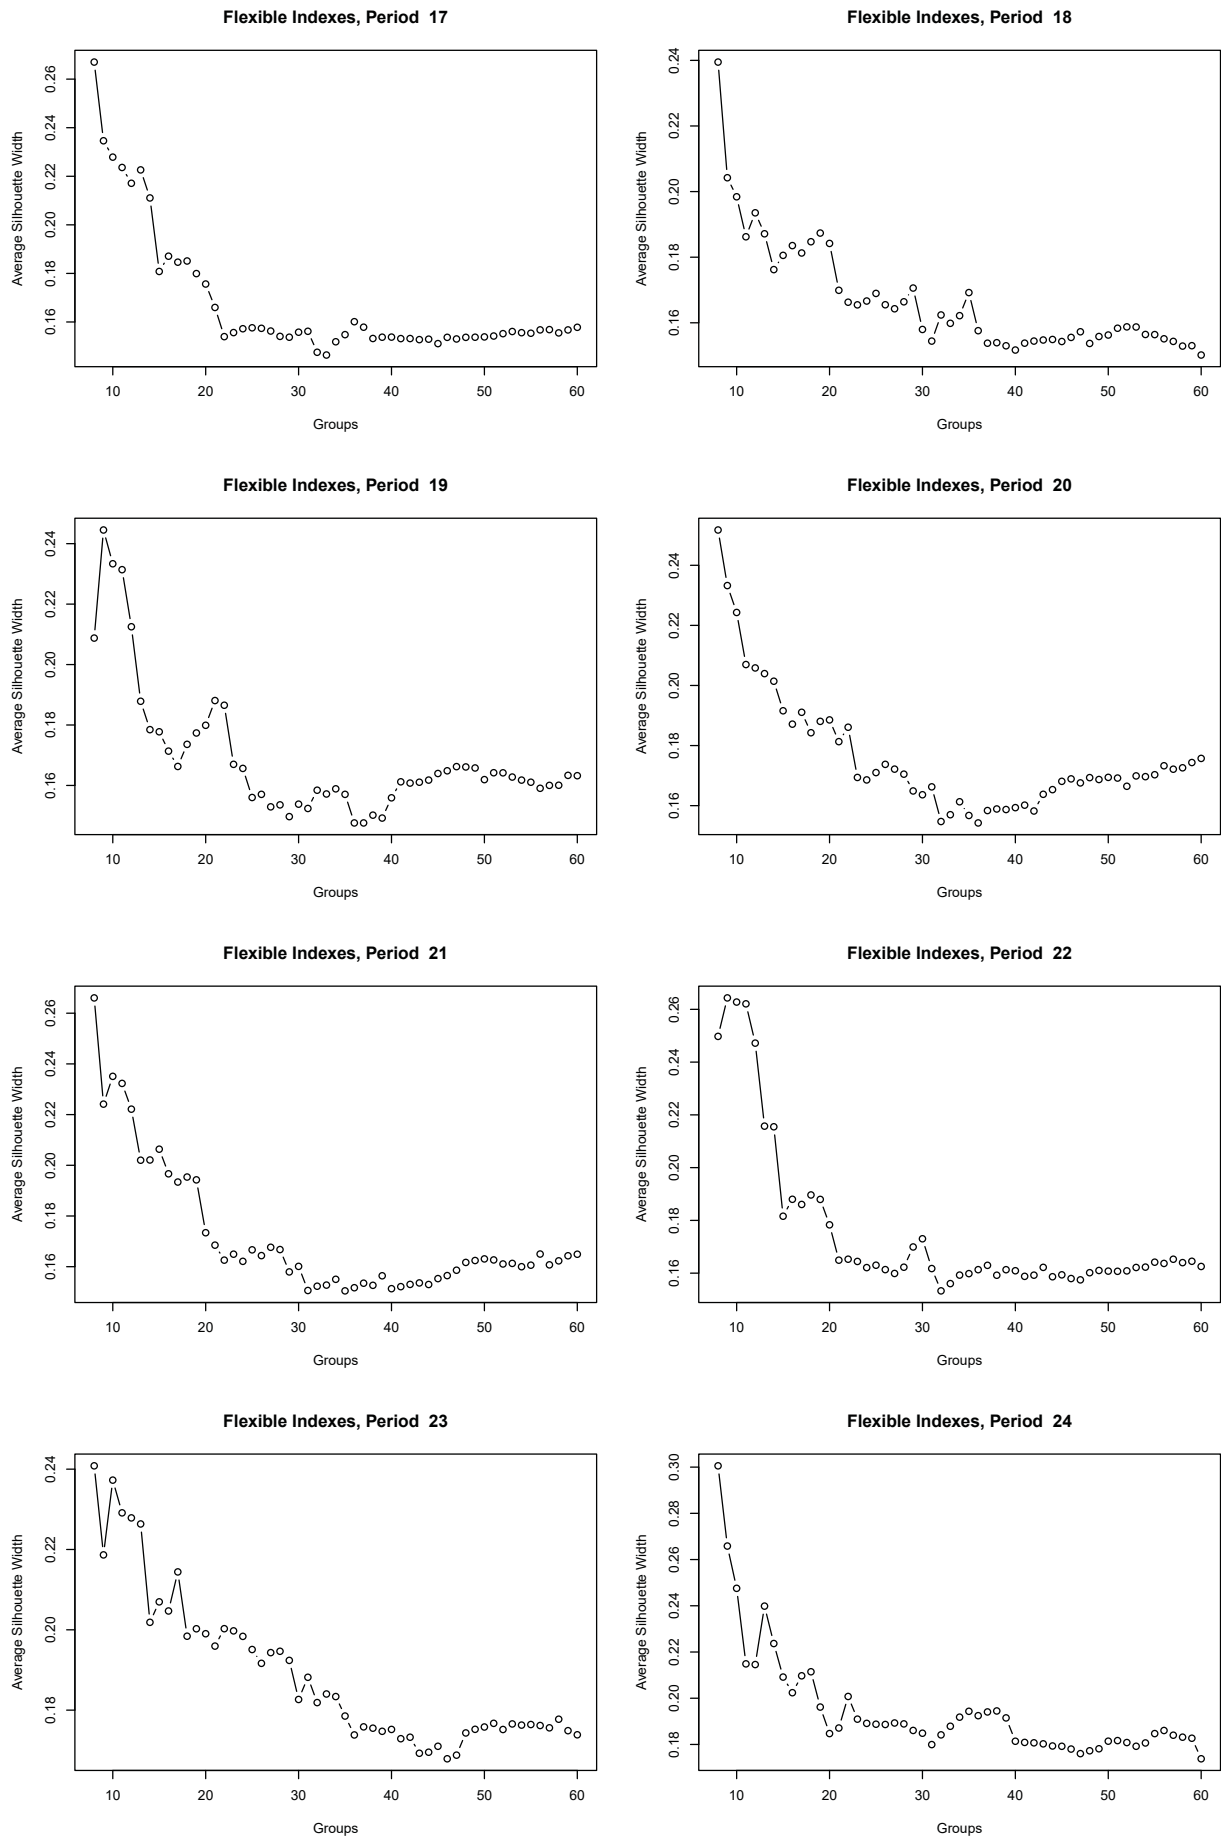 Flexible Indexes, Period  17
Average Silhouette Width
0.16 0.18 0.20 0.22 0.24 0.26
10 20 30 40 50 60
Groups
Flexible Indexes, Period  18
Average Silhouette Width
0.16 0.18 0.20 0.22 0.24
10 20 30 40 50 60
Groups
Flexible Indexes, Period  19
Average Silhouette Width
0.16 0.18 0.20 0.22 0.24
10 20 30 40 50 60
Groups
Flexible Indexes, Period  20
Average Silhouette Width
0.16 0.18 0.20 0.22 0.24
10 20 30 40 50 60
Groups
Flexible Indexes, Period  21
Average Silhouette Width
0.16 0.18 0.20 0.22 0.24 0.26
10 20 30 40 50 60
Groups
Flexible Indexes, Period  22
Average Silhouette Width
0.16 0.18 0.20 0.22 0.24 0.26
10 20 30 40 50 60
Groups
Flexible Indexes, Period  23
Average Silhouette Width
0.18 0.20 0.22 0.24
10 20 30 40 50 60
Groups
Flexible Indexes, Period  24
Average Silhouette Width
0.18 0.20 0.22 0.24 0.26 0.28 0.30
10 20 30 40 50 60
Groups